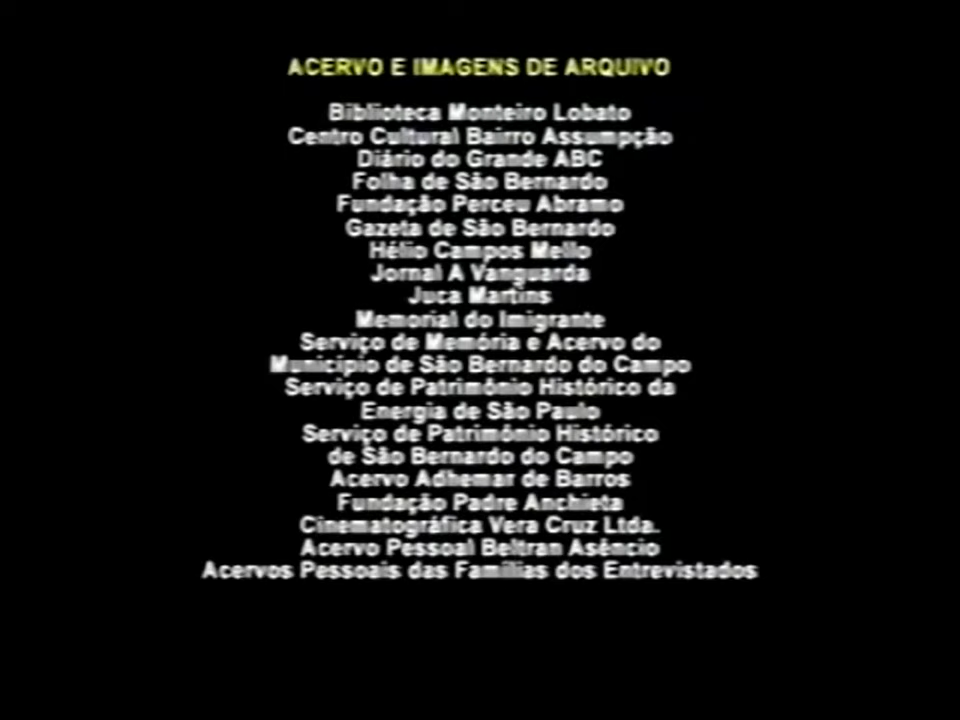 ACERVO E IMAGENS DE ARQUIVO
Biblioteca Monteiro Lobato
Centro Cultural Bairro Assumpção
Diário do Grande ABC
Folha de São Bernardo
Fundação Perceu Abramo
Gazeta de São Bernardo
Hélio Campos Mello
Jornal A Vanguarda
Juca Martins
Memorial do Imigrante
Serviço de Memória e Acervo do
Município de São Bernardo do Campo
Serviço de Patrimônio Histórico da
Energia de São Paulo
Serviço de Patrimônio Histórico
de São Bernardo do Campo
Acervo Adhemar de Barros
Fundação Padre Anchieta
Cinematográfica Vera Cruz Ltda.
Acervo Pessoal Beltran Asêncio
Acervos Pessoais das Famílias dos Entrevistados